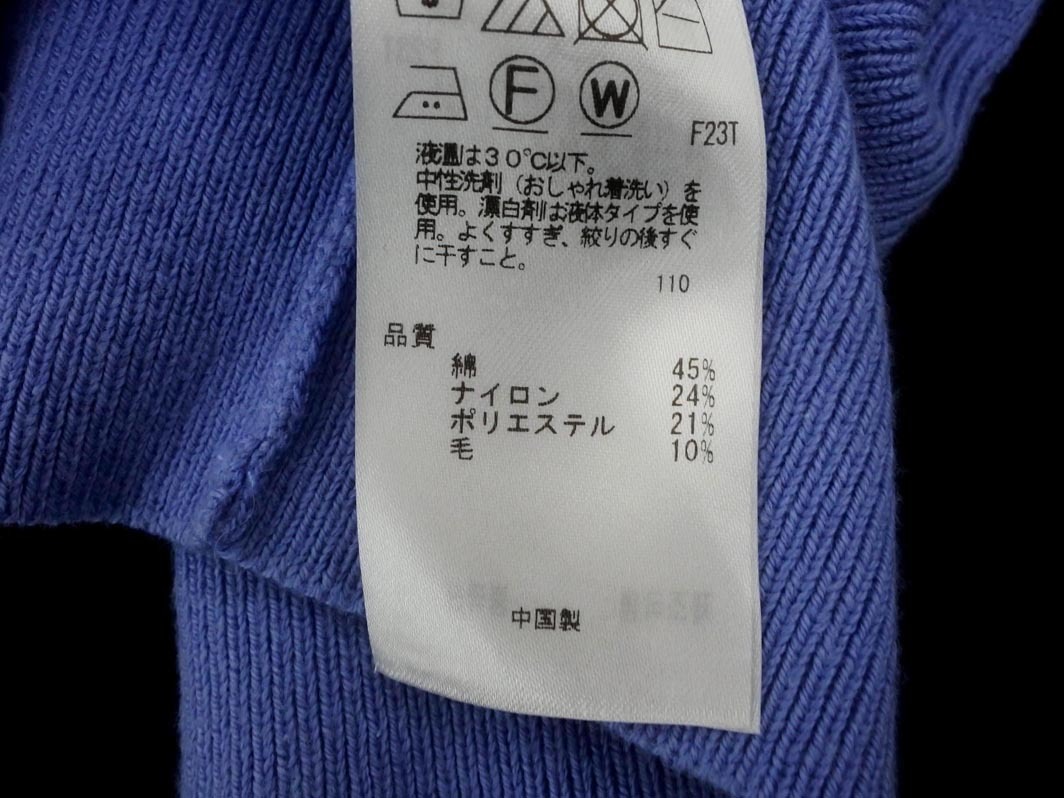 F W
F23T
液温は30℃以下。
中性洗剤（おしゃれ着洗い）を
使用。漂白剤は液体タイプを使
用。よくすすぎ、絞りの後すぐ
に干すこと。
110
品質
綿 45%
ナイロン 24%
ポリエステル 21%
毛 10%
中国製